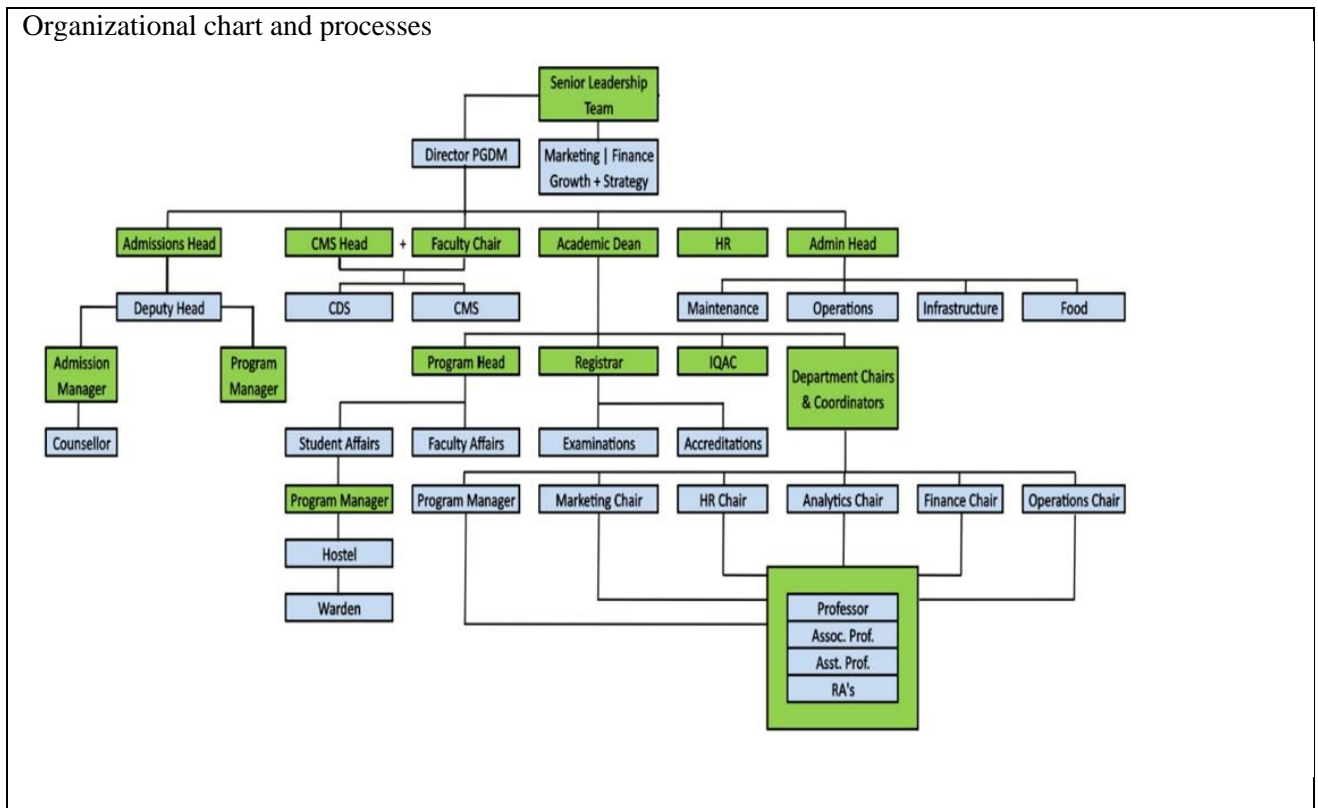 Organizational chart and processes
Senior Leadership
Team
Director PGDM
Marketing | Finance
Growth + Strategy
Admissions Head
CMS Head
+
Faculty Chair
Academic Dean
HR
Admin Head
Deputy Head
CDS
CMS
Maintenance
Operations
Infrastructure
Food
Admission
Manager
Program
Manager
Program Head
Registrar
IQAC
Department Chairs
& Coordinators
Counsellor
Student Affairs
Faculty Affairs
Examinations
Accreditations
Program Manager
Program Manager
Marketing Chair
HR Chair
Analytics Chair
Finance Chair
Operations Chair
Hostel
Warden
Professor
Assoc. Prof.
Asst. Prof.
RA's